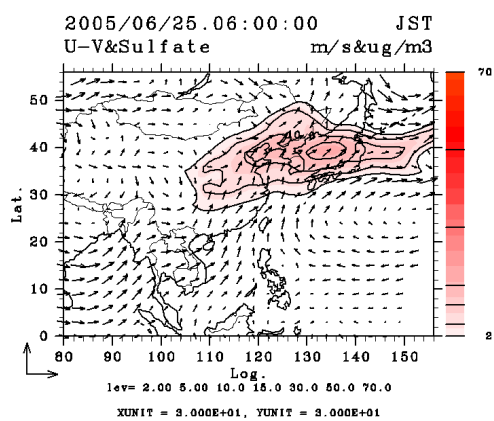 2005/06/25.06:00:00 JST
U-V&Sulfate m/s&ug/m3
70
50
40
30
20
10
0
Lat.
2
80 90 100 110 120 130 140 150
Log.
lev= 2.00 5.00 10.0 15.0 30.0 50.0 70.0
XUNIT = 3.000E+01, YUNIT = 3.000E+01